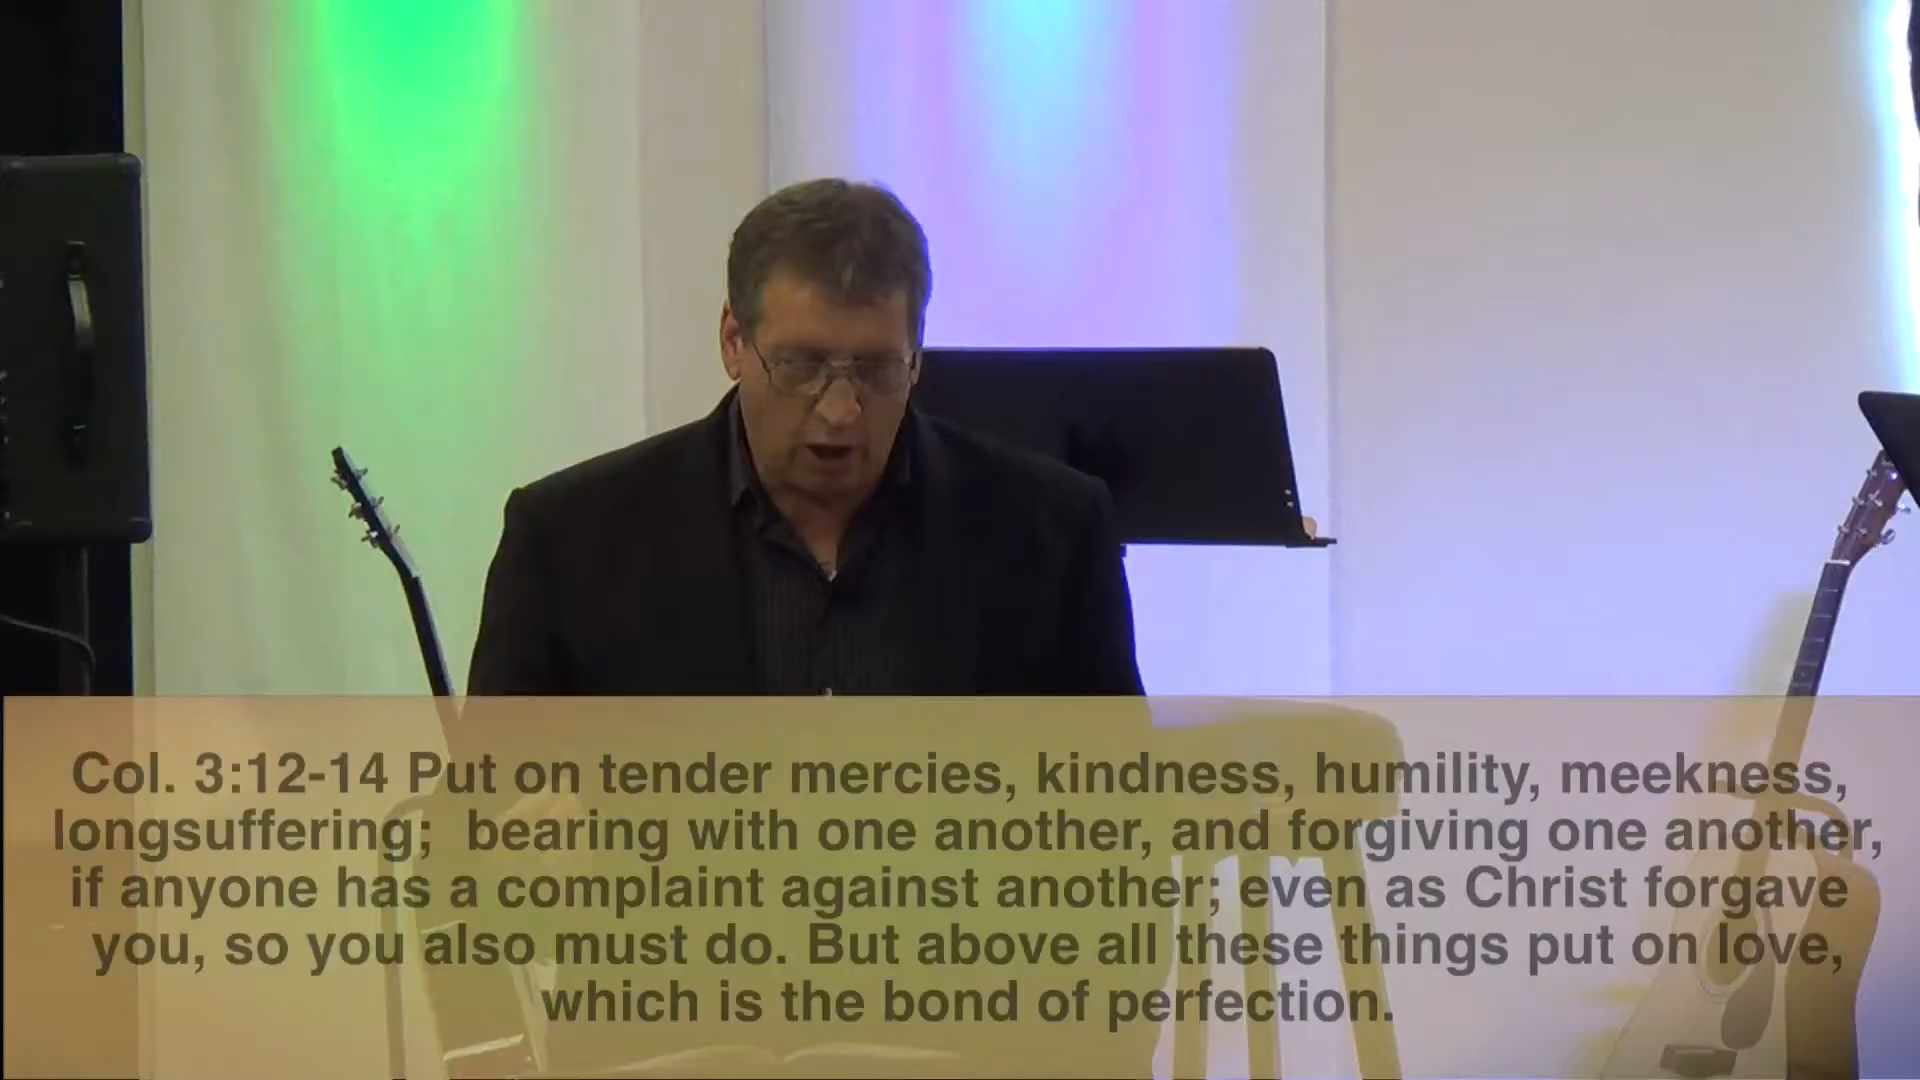 Col. 3:12-14 Put on tender mercies, kindness, humility, meekness,
longsuffering;  bearing with one another, and forgiving one another,
if anyone has a complaint against another; even as Christ forgave
you, so you also must do. But above all these things put on love,
which is the bond of perfection.